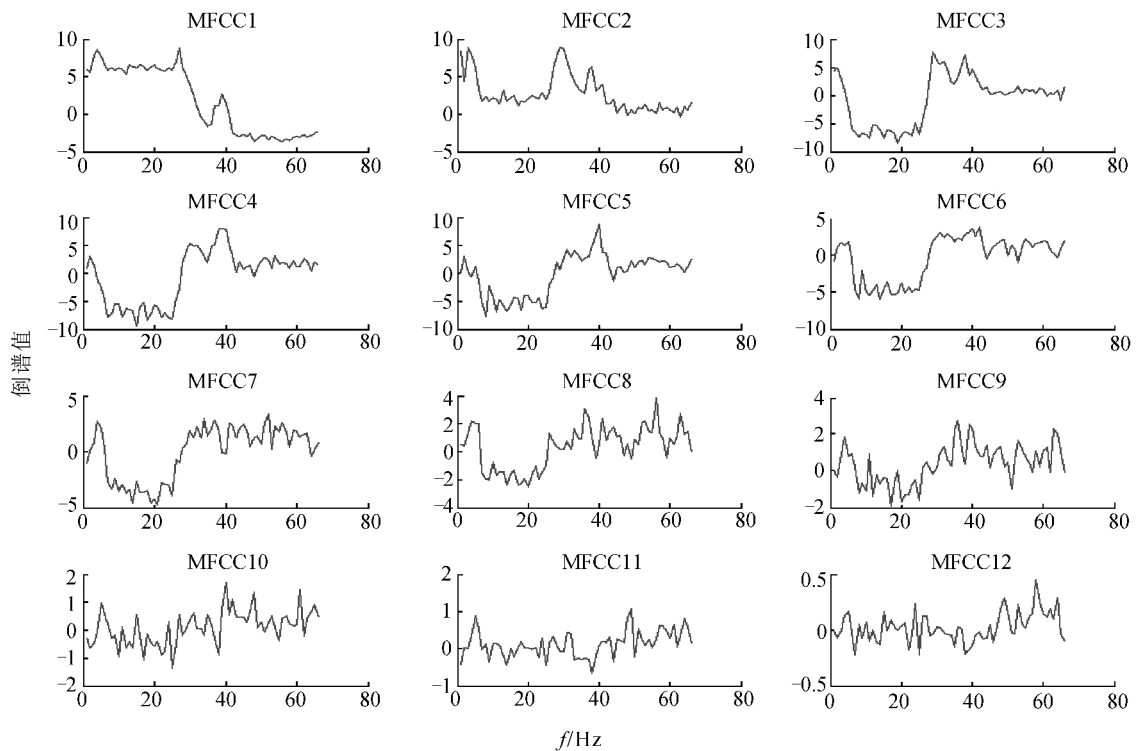 MFCC1 MFCC2 MFCC3
10 10 10
5 5 5
0 0 0
−5
−5 −5 −10
0 20 40 60 80 0 20 40 60 80 0 20 40 60 80
MFCC4 MFCC5 MFCC6
10 10 5
5 5 0
0 0
−5 −5 −5
−10 −10 −10
0 20 40 60 80 0 20 40 60 80 0 20 40 60 80
倒谱值
MFCC7 MFCC8 MFCC9
5 4 4
2 2
0 0 0
−2
−5 −4 2
0 20 40 60 80 0 20 40 60 80 0 20 40 60 80
MFCC10 MFCC11 MFCC12
2 2 0.5
1 1
0 0 0
−1
−2 −1 −0.5
0 20 40 60 80 0 20 40 60 80 0 20 40 60 80
f/Hz